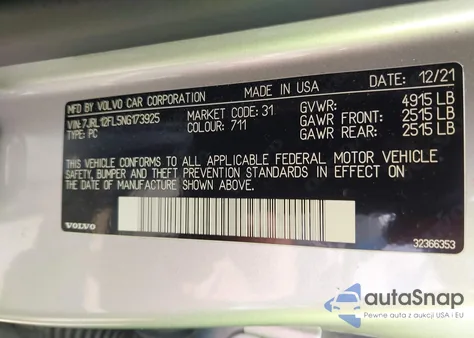 MFD BY VOLVO CAR CORPORATION MADE IN USA DATE: 12/21
VIN: 7JRL12FL5NG173925 MARKET CODE: 31 GVWR: 4915 LB
TYPE: PC COLOUR: 711 GAWR FRONT: 2515 LB
GAWR REAR: 2515 LB
THIS VEHICLE CONFORMS TO ALL APPLICABLE FEDERAL MOTOR VEHICLE
SAFETY, BUMPER AND THEFT PREVENTION STANDARDS IN EFFECT ON
THE DATE OF MANUFACTURE SHOWN ABOVE.
VOLVO 32366353
autoSnap
Pewne auta z aukcji USA i EU